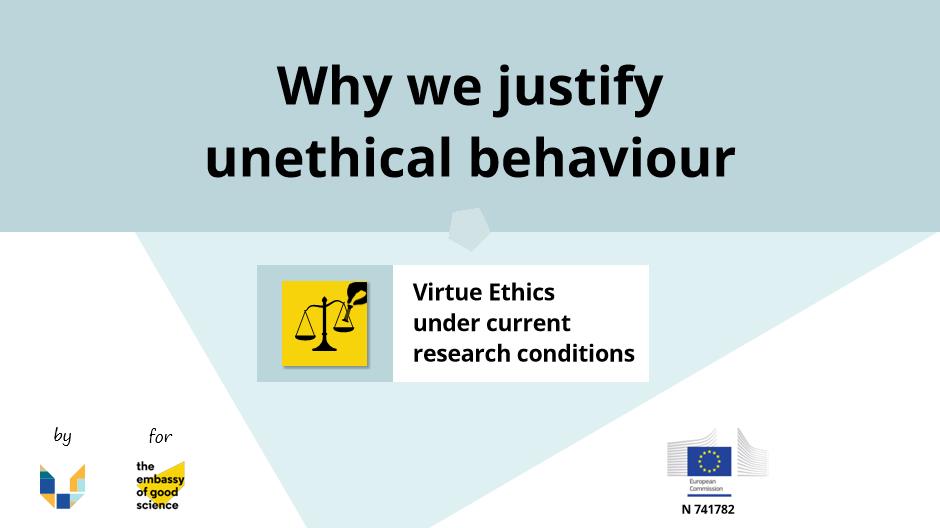 Why we justify
unethical behaviour
Virtue Ethics
under current
research conditions
by
for
the
embassy
of good
science
European
Commission
N 741782